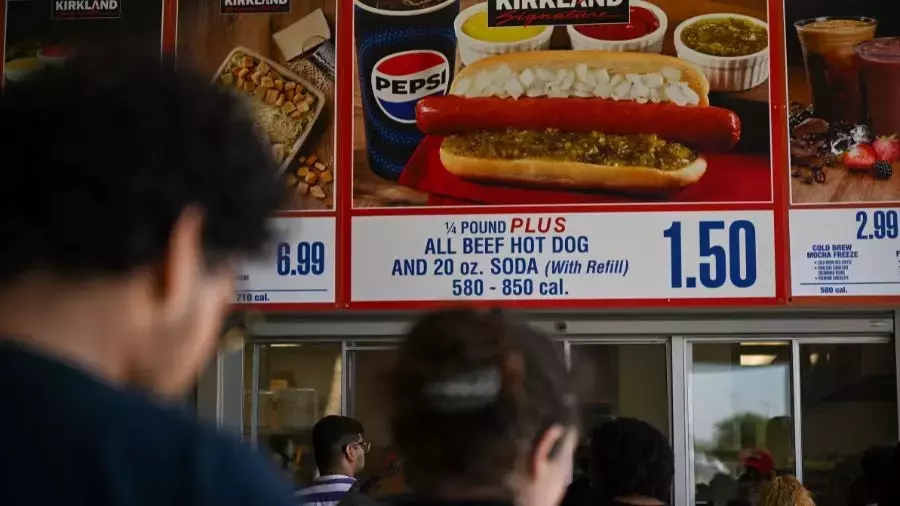 KIRKLAND
KIRKLAND
KIRKLAND
Signature
PEPSI
6.99
710 cal.
¼ POUND PLUS
ALL BEEF HOT DOG
AND 20 oz. SODA (With Refill)
580 - 850 cal.
1.50
2.99
COLD BREW
MOCHA FREEZE
580 cal.